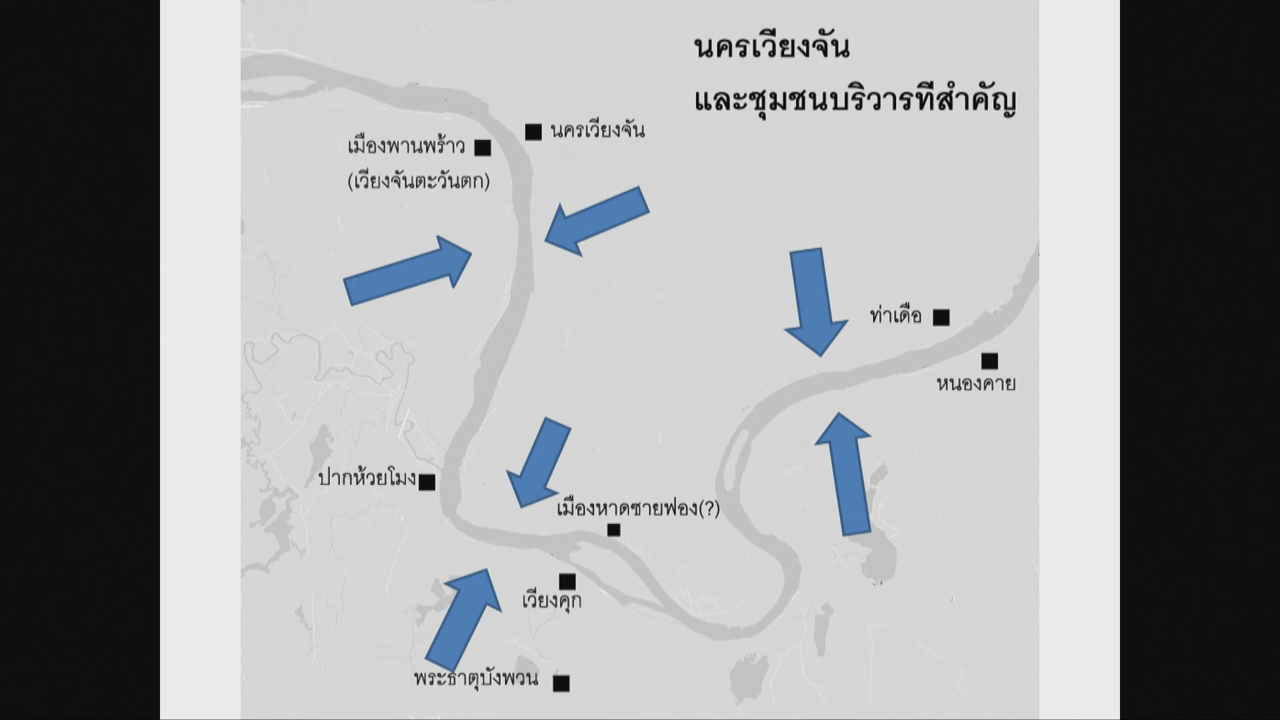 นครเวียงจัน
และชุมชนบริวารทีสำคัญ
นครเวียงจัน
เมืองพานพร้าว
(เวียงจันตะวันตก)
ท่าเดือ
หนองคาย
ปากห้วยโมง
เมืองหาดซายฟอง(?)
เวียงคุก
พระธาตุบังพวน